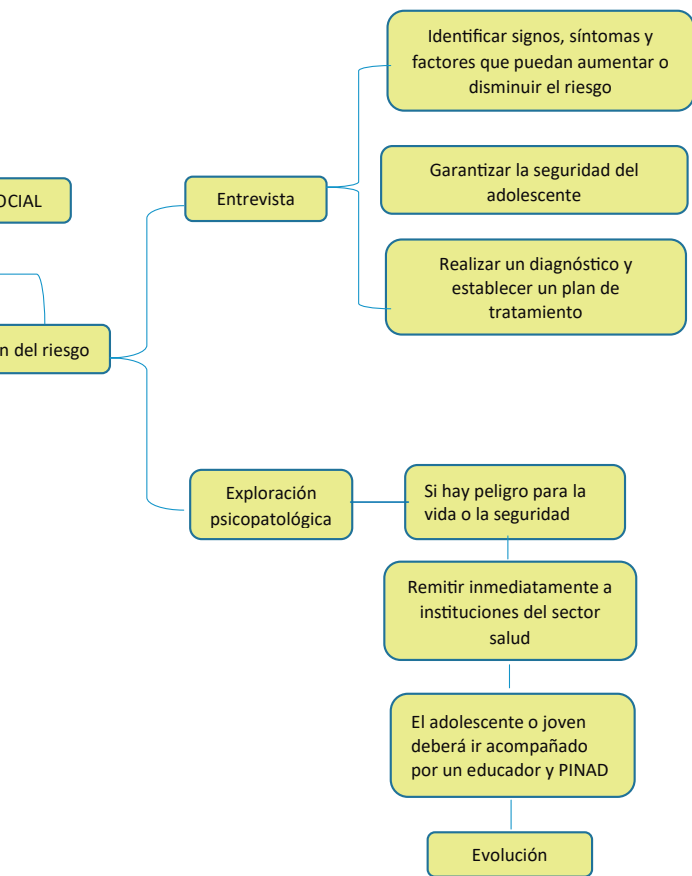 Identificar signos, síntomas y
factores que puedan aumentar o
disminuir el riesgo
OCIAL
Entrevista
Garantizar la seguridad del
adolescente
Realizar un diagnóstico y
establecer un plan de
tratamiento
n del riesgo
Exploración
psicopatológica
Si hay peligro para la
vida o la seguridad
Remitir inmediatamente a
instituciones del sector
salud
El adolescente o joven
deberá ir acompañado
por un educador y PINAD
Evolución